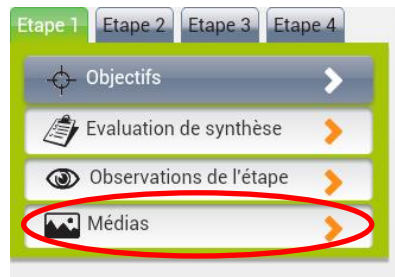 Etape 1 Etape 2 Etape 3 Etape 4
Objectifs
Evaluation de synthèse
Observations de l'étape
Médias